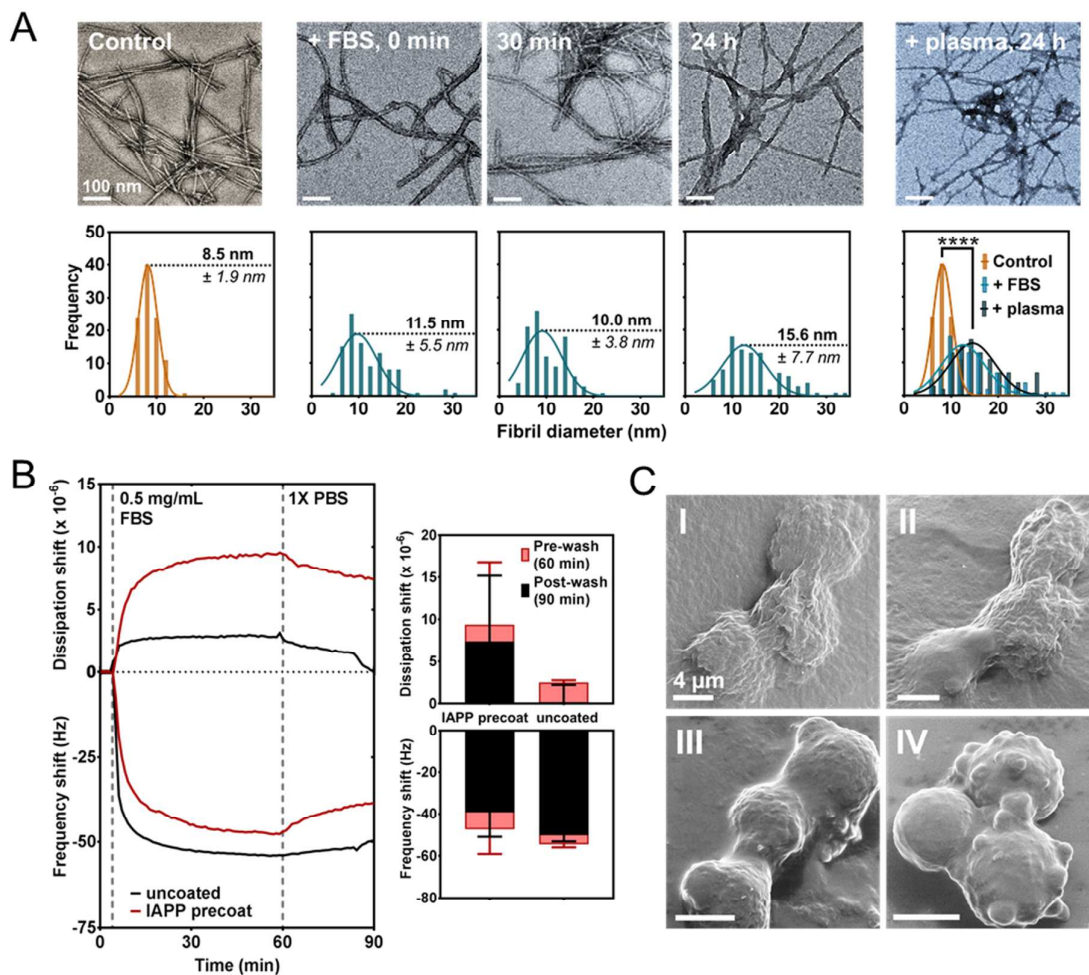 A
Control
+ FBS, 0 min
30 min
24 h
+ plasma, 24 h
100 nm
50
40
30
20
10
0
Frequency
8.5 nm
± 1.9 nm
11.5 nm
± 5.5 nm
10.0 nm
± 3.8 nm
15.6 nm
± 7.7 nm
****
Control
+ FBS
+ plasma
0 10 20 30
0 10 20 30
0 10 20 30
0 10 20 30
0 10 20 30
Fibril diameter (nm)
B
15
10
5
0
-25
-50
-75
Dissipation shift (x 10⁻⁶)
Frequency shift (Hz)
0.5 mg/mL
FBS
1X PBS
uncoated
IAPP precoat
0 30 60 90
Time (min)
20
15
10
5
0
Dissipation shift (x 10⁻⁶)
Pre-wash
(60 min)
Post-wash
(90 min)
IAPP precoat uncoated
0
-20
-40
-60
-80
Frequency shift (Hz)
C
I
4 µm
II
III
IV